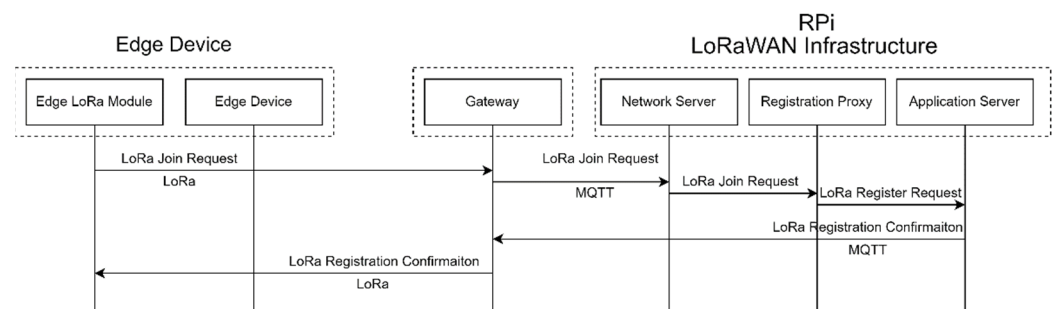 RPi
Edge Device
LoRaWAN Infrastructure
Edge LoRa Module
Edge Device
Gateway
Network Server
Registration Proxy
Application Server
LoRa Join Request
LoRa
LoRa Join Request
MQTT
LoRa Join Request
LoRa Register Request
LoRa Registration Confirmaiton
MQTT
LoRa Registration Confirmaiton
LoRa